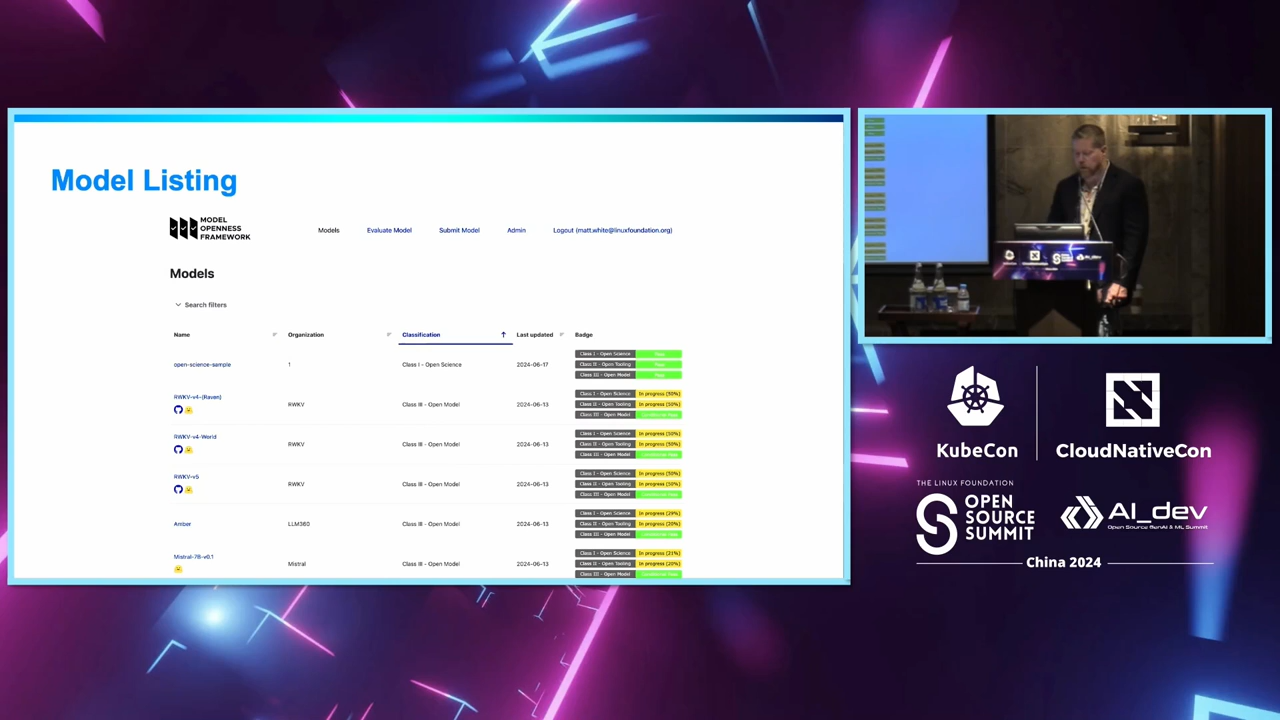 Model Listing
MODEL
OPENNESS
FRAMEWORK
Models
Evaluate Model
Submit Model
Admin
Logout (matt.white@linuxfoundation.org)
Models
Search filters
Name Organization Classification Last updated Badge
open-science-sample 1 Class I - Open Science 2024-06-17
Class I - Open Science
Class II - Open Tooling
Class III - Open Model
RWKV-v4-(Raven) RWKV Class III - Open Model 2024-06-13
Class I - Open Science In progress (50%)
Class II - Open Tooling In progress (50%)
Class III - Open Model
RWKV-v4-World RWKV Class III - Open Model 2024-06-13
Class I - Open Science In progress (50%)
Class II - Open Tooling In progress (50%)
Class III - Open Model
RWKV-v5 RWKV Class III - Open Model 2024-06-13
Class I - Open Science In progress (50%)
Class II - Open Tooling In progress (50%)
Class III - Open Model
Amber LLM360 Class III - Open Model 2024-06-13
Class I - Open Science In progress (29%)
Class II - Open Tooling In progress (20%)
Class III - Open Model
Mistral-7B-v0.1 Mistral Class III - Open Model 2024-06-13
Class I - Open Science In progress (21%)
Class II - Open Tooling In progress (20%)
Class III - Open Model
KubeCon
CloudNativeCon
THE LINUX FOUNDATION
OPEN
SOURCE
SUMMIT
AI_dev
Open Source GenAI & ML Summit
China 2024